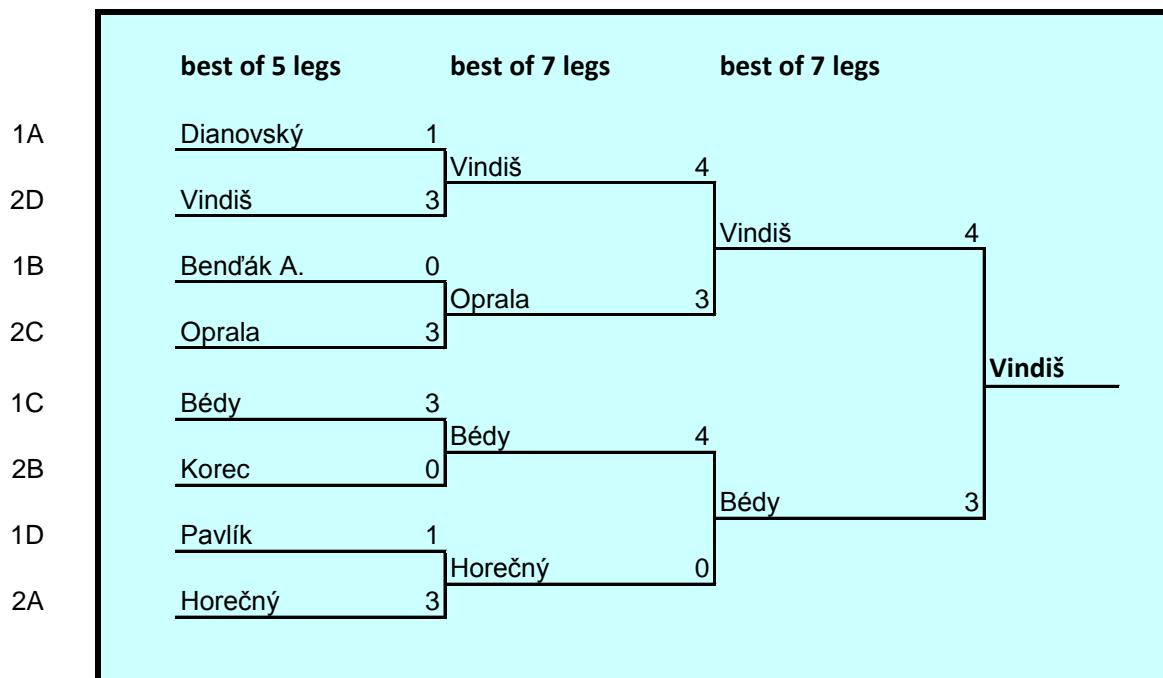 best of 5 legs best of 7 legs best of 7 legs
1A Dianovský 1
Vindiš 4
2D Vindiš 3
Vindiš 4
1B Benďák A. 0
Oprala 3
2C Oprala 3
Vindiš
1C Bédy 3
Bédy 4
2B Korec 0
Bédy 3
1D Pavlík 1
Horečný 0
2A Horečný 3